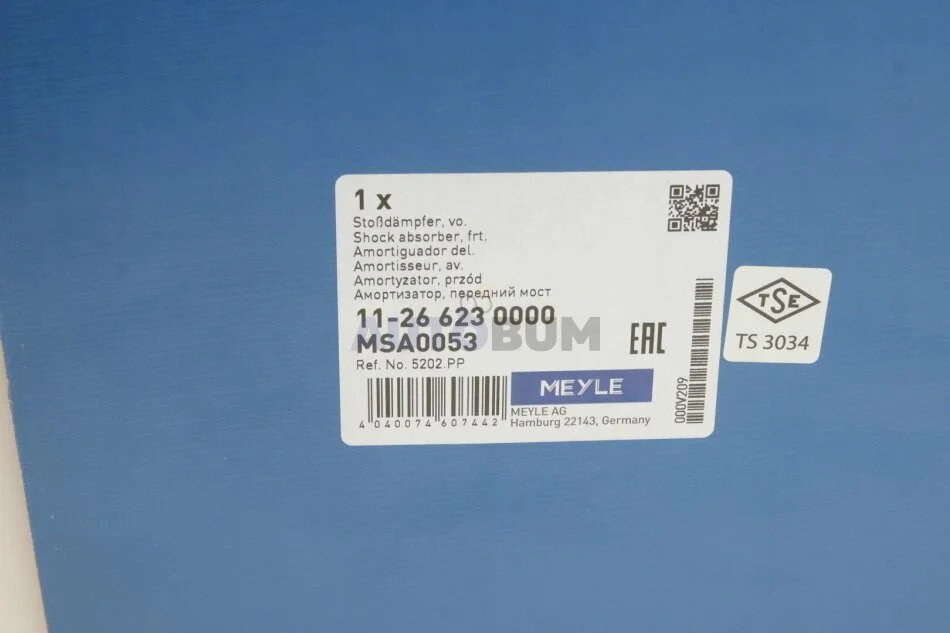 1 x
Stoßdämpfer, vo.
Shock absorber, frt.
Amortiguador del.
Amortisseur, av.
Amortyzator, przód
Амортизатор, передний мост
11-26 623 0000
MSA0053
AUTOBUM
Ref. No. 5202.PP
EAC
MEYLE
MEYLE AG
Hamburg 22143, Germany
4 040074 607442
000V209
TSE
TS 3034